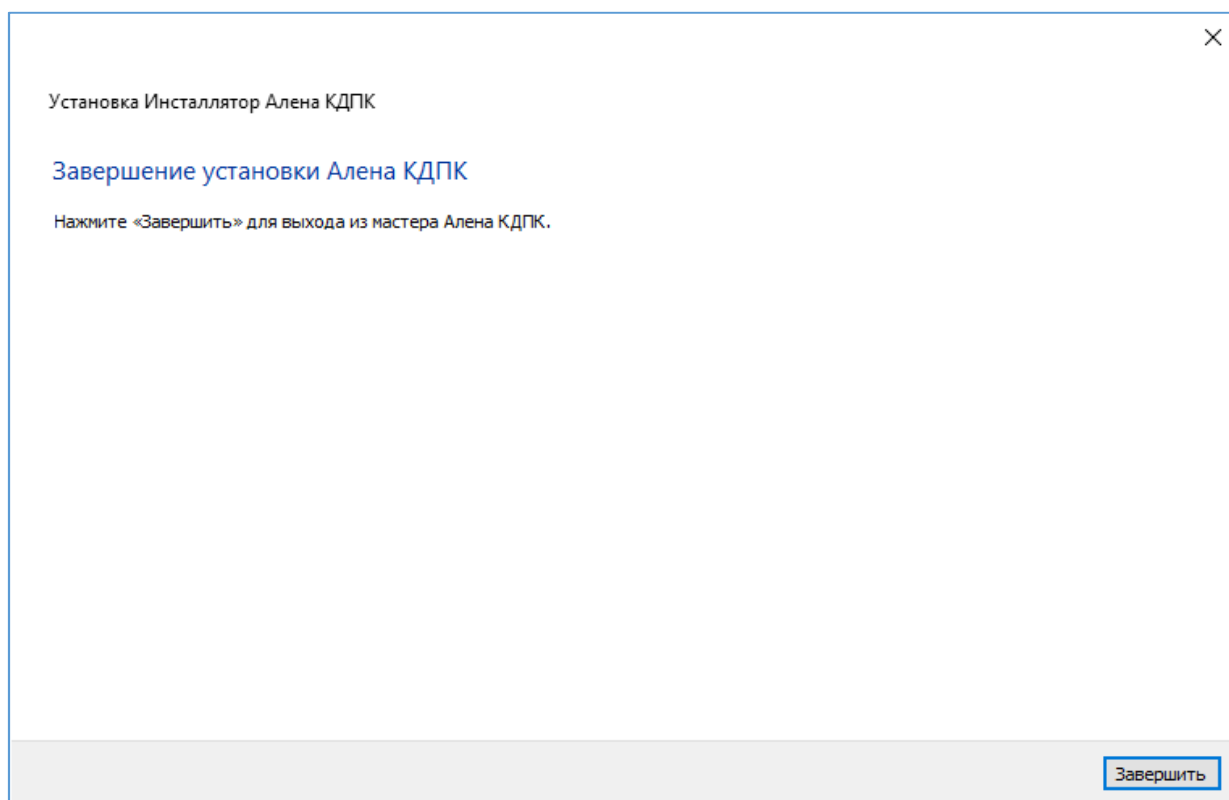 Установка Инсталлятор Алена КДПК
Завершение установки Алена КДПК
Нажмите «Завершить» для выхода из мастера Алена КДПК.
Завершить